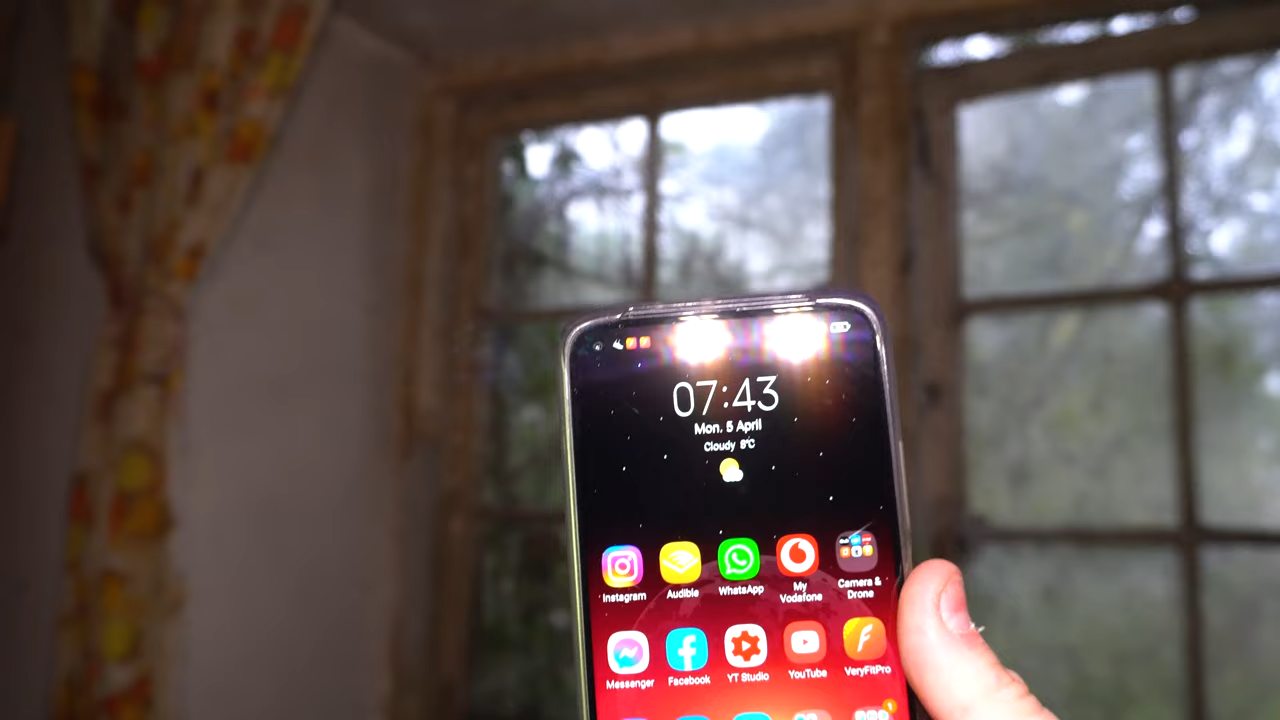 07:43
Mon. 5 April
Cloudy 8°C
Instagram
Audible
WhatsApp
My
Vodafone
Camera &
Drone
Messenger
Facebook
YT Studio
YouTube
VeryFitPro